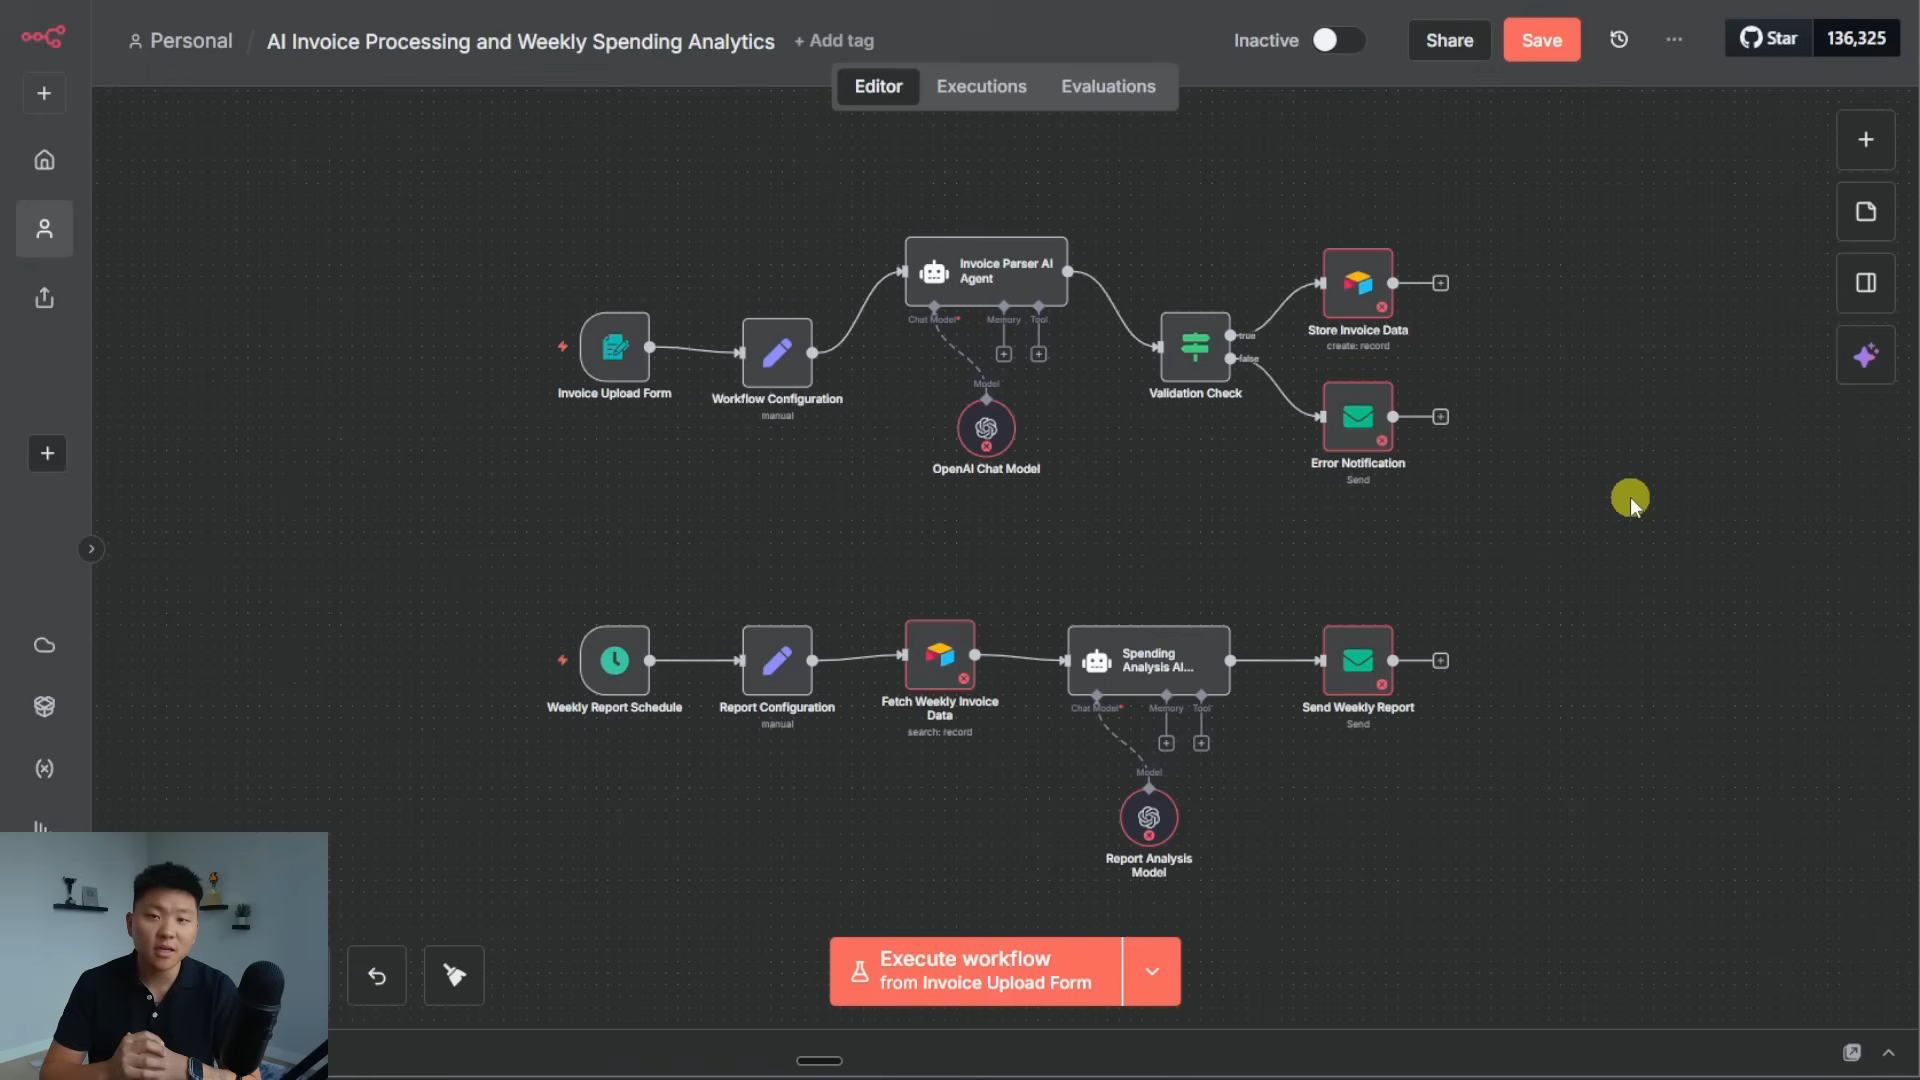 Personal / AI Invoice Processing and Weekly Spending Analytics + Add tag
Inactive
Share
Save
Star
136,325
Editor
Executions
Evaluations
Invoice Parser AI
Agent
Chat Model*
Memory
Tool
Model
OpenAI Chat Model
Invoice Upload Form
Workflow Configuration
manual
true
false
Validation Check
Store Invoice Data
create: record
Error Notification
Send
Weekly Report Schedule
Report Configuration
manual
Fetch Weekly Invoice
Data
search: record
Spending
Analysis AI...
Chat Model*
Memory
Tool
Model
Report Analysis
Model
Send Weekly Report
Send
Execute workflow
from Invoice Upload Form